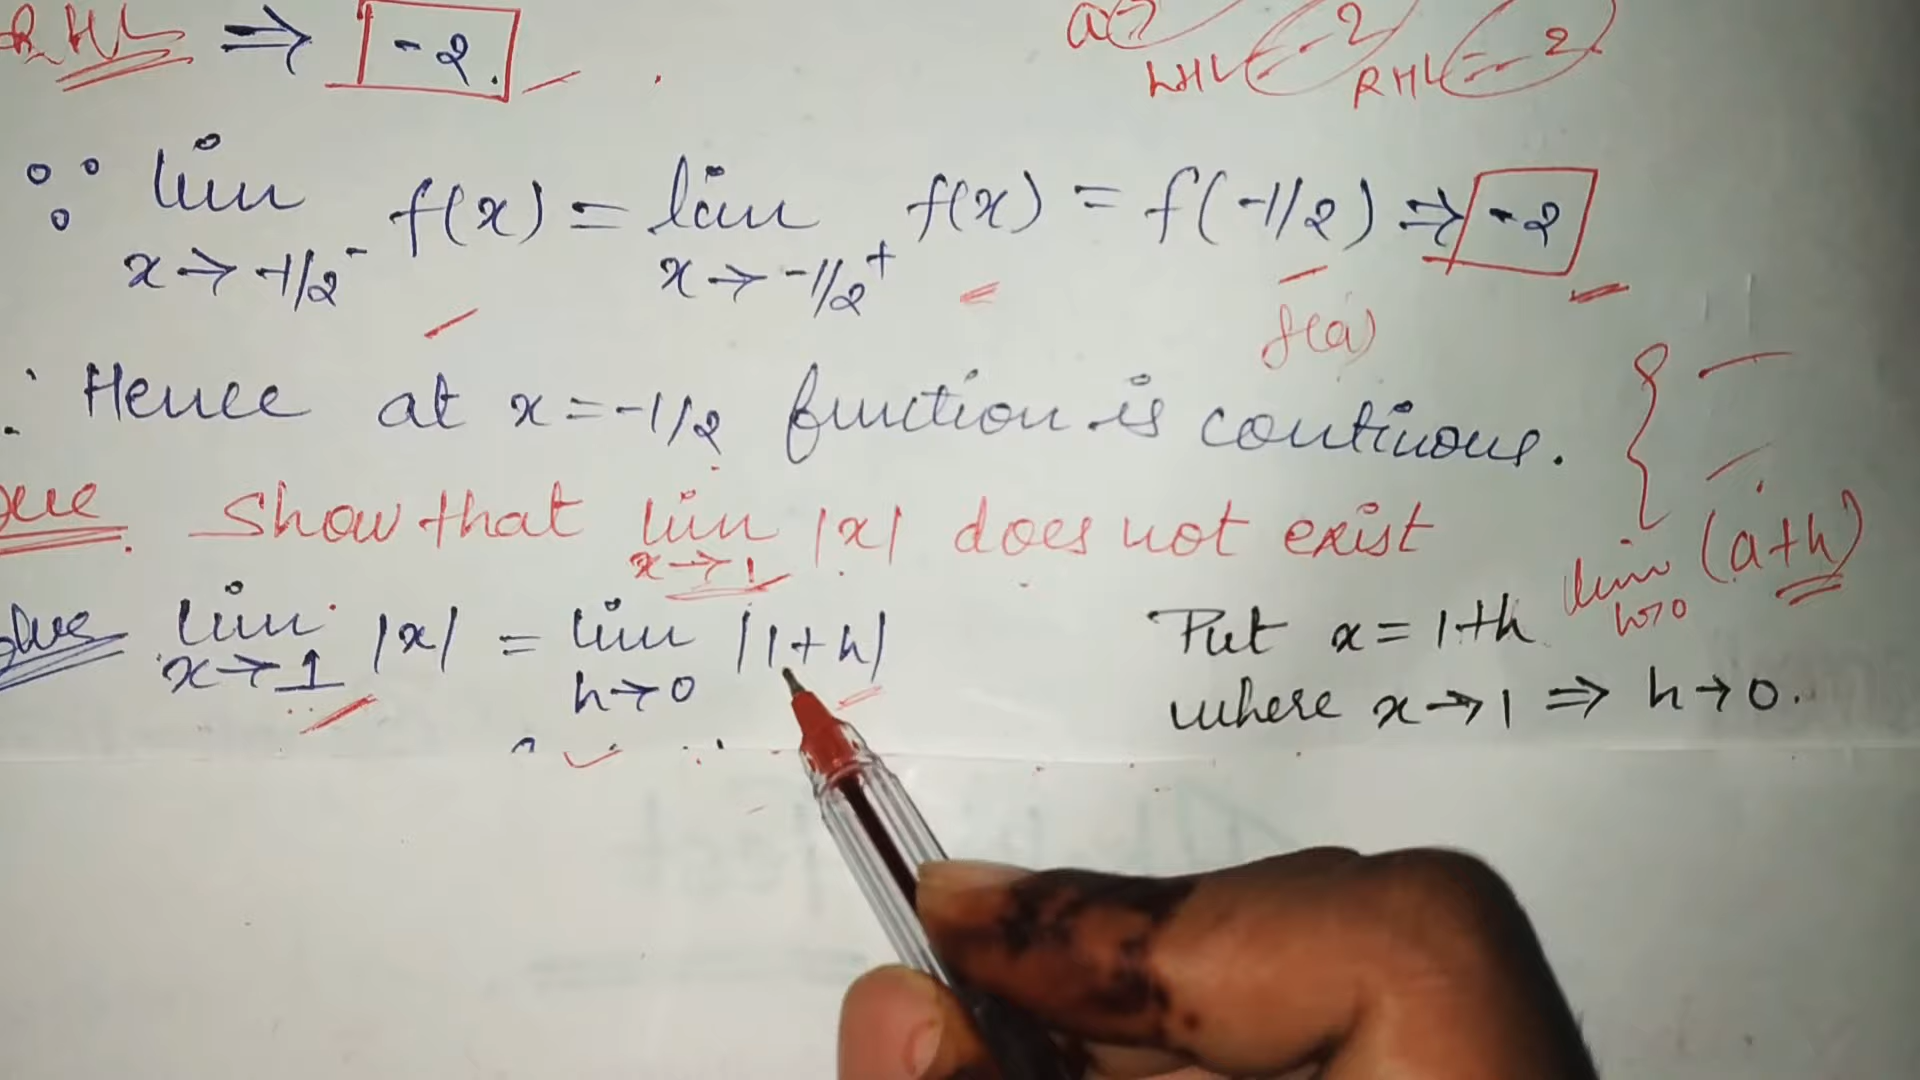 RHL ⇒ -2.
LHL = -2 RHL = -2
∵ lim x→-1/2⁻ f(x) = lim x→-1/2⁺ f(x) = f(-1/2) ⇒ -2
f(a)
∴ Hence at x = -1/2 function is continuous.
Que. Show that lim x→1 |x| does not exist
lim h→0 (a+h)
lim x→1 |x| = lim h→0 |1+h| Put x = 1+h
where x→1 ⇒ h→0.